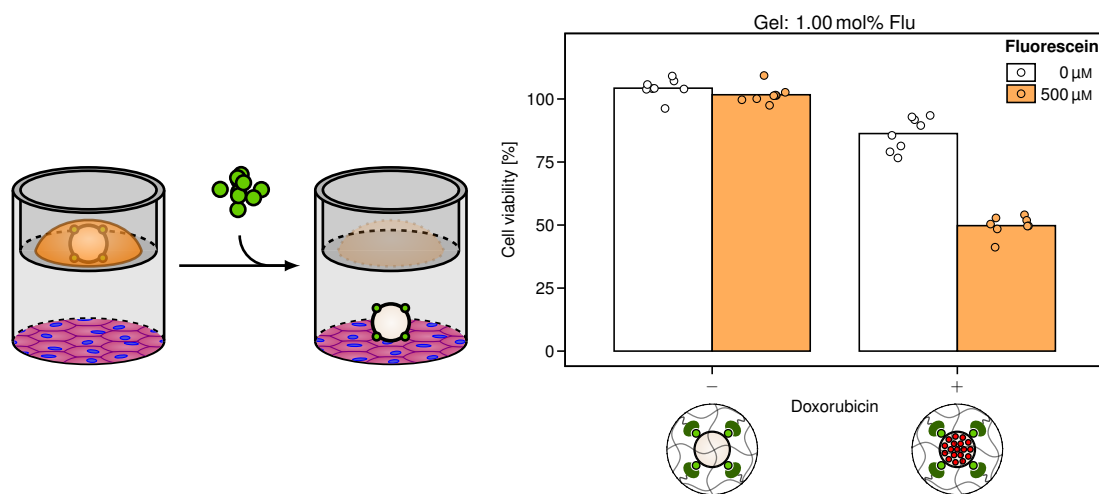 Gel: 1.00 mol% Flu
Fluorescein
0 µM
500 µM
Cell viability [%]
100
75
50
25
0
− +
Doxorubicin